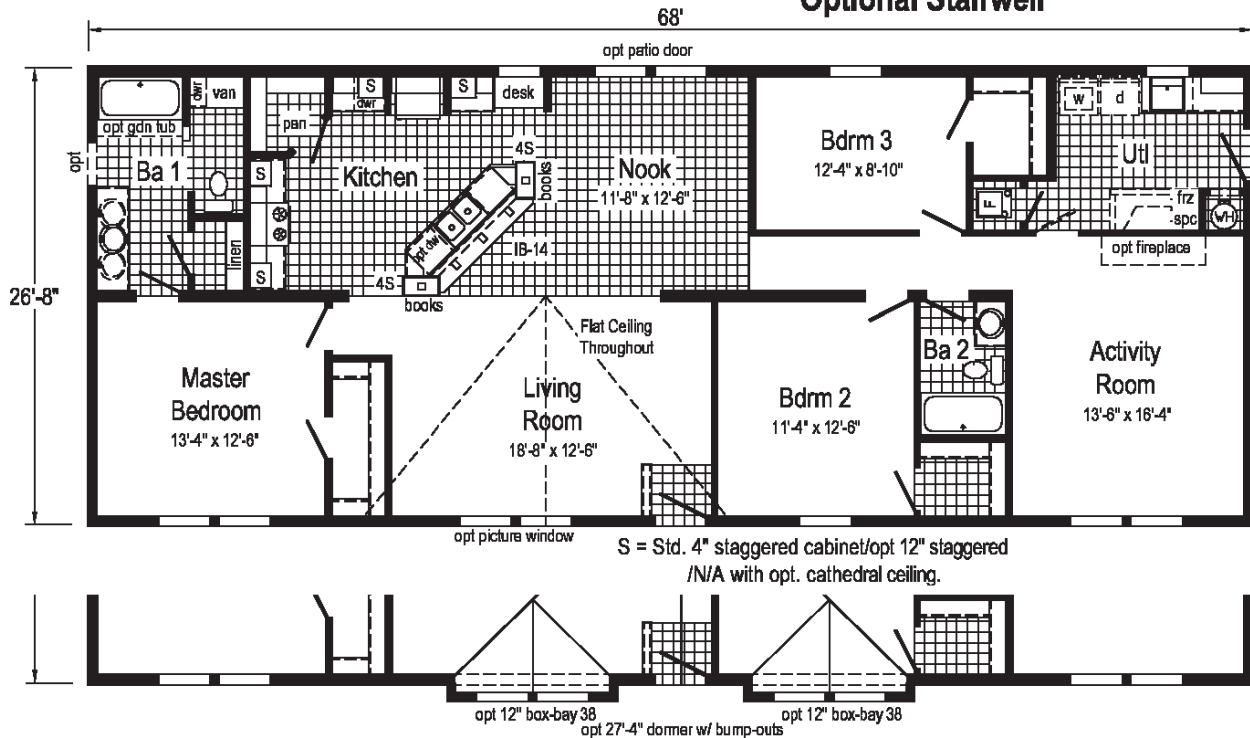 Optional Stairwell
68'
opt patio door
26'-8"
opt gdn tub
dwr
van
opt
Ba 1
linen
pan
S
dwr
S
desk
S
S
Kitchen
4S
books
opt dw
IB-14
4S
books
Nook
11'-8" x 12'-6"
Bdrm 3
12'-4" x 8'-10"
w
d
Utl
F
frz
spc
WH
opt fireplace
Master
Bedroom
13'-4" x 12'-6"
Flat Ceiling
Throughout
Living
Room
18'-8" x 12'-6"
Bdrm 2
11'-4" x 12'-6"
Ba 2
Activity
Room
13'-6" x 16'-4"
opt picture window
S = Std. 4" staggered cabinet/opt 12" staggered
/N/A with opt. cathedral ceiling.
opt 12" box-bay 38
opt 12" box-bay 38
opt 27'-4" dormer w/ bump-outs